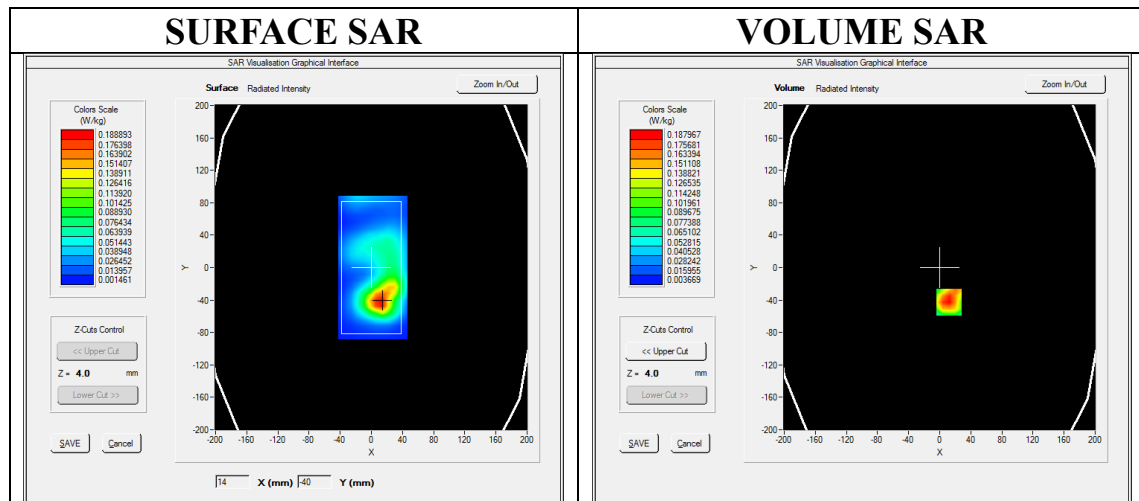 SURFACE SAR
VOLUME SAR
SAR Visualisation Graphical Interface
Surface Radiated Intensity
Zoom In/Out
Colors Scale
(W/kg)
0.188893
0.176398
0.163902
0.151407
0.138911
0.126416
0.113920
0.101425
0.088930
0.076434
0.063939
0.051443
0.038948
0.026452
0.013957
0.001461
Z-Cuts Control
<< Upper Cut
Z = 4.0 mm
Lower Cut >>
SAVE Cancel
200
160
120
80
40
0
-40
-80
-120
-160
-200
Y
-200 -160 -120 -80 -40 0 40 80 120 160 200
X
14 X (mm) -40 Y (mm)
SAR Visualisation Graphical Interface
Volume Radiated Intensity
Zoom In/Out
Colors Scale
(W/kg)
0.187967
0.175681
0.163394
0.151108
0.138821
0.126535
0.114248
0.101961
0.089675
0.077388
0.065102
0.052815
0.040528
0.028242
0.015955
0.003669
Z-Cuts Control
<< Upper Cut
Z = 4.0 mm
Lower Cut >>
SAVE Cancel
200
160
120
80
40
0
-40
-80
-120
-160
-200
Y
-200 -160 -120 -80 -40 0 40 80 120 160 200
X